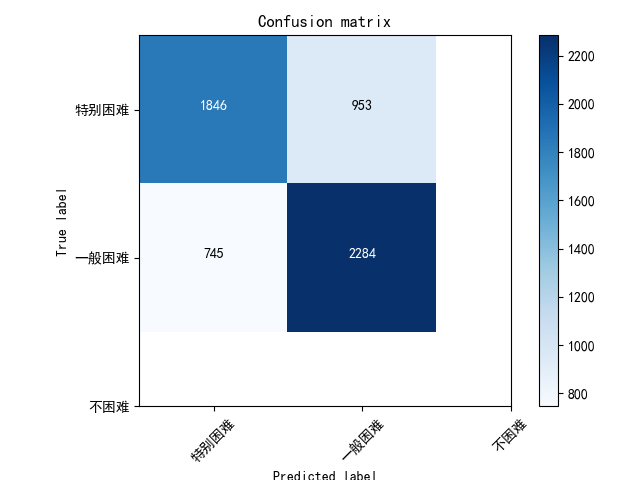 Confusion matrix
特别困难
1846
953
一般困难
745
2284
不困难
True label
特别困难
一般困难
不困难
Predicted label
2200
2000
1800
1600
1400
1200
1000
800